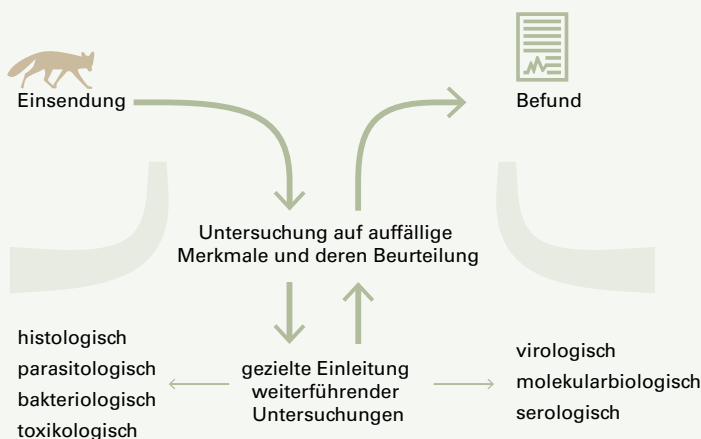 Einsendung
Befund
Untersuchung auf auffällige
Merkmale und deren Beurteilung
histologisch
parasitologisch
bakteriologisch
toxikologisch
gezielte Einleitung
weiterführender
Untersuchungen
virologisch
molekularbiologisch
serologisch